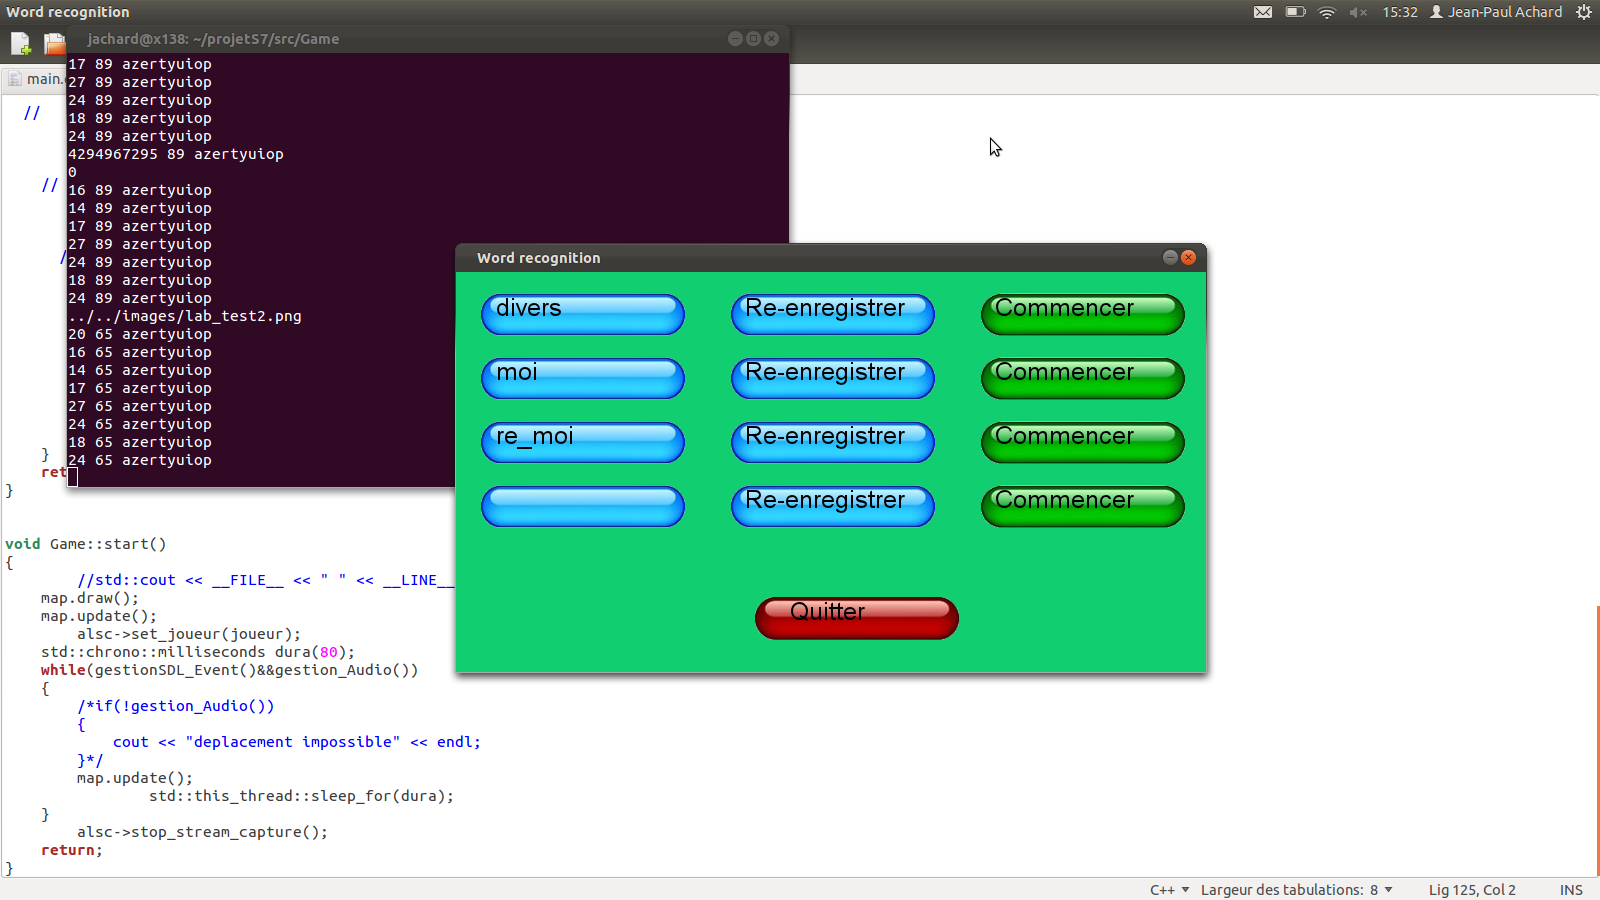 Word recognition
15:32 Jean-Paul Achard
jachard@x138: ~/projetS7/src/Game
main.
17 89 azertyuiop
27 89 azertyuiop
24 89 azertyuiop
18 89 azertyuiop
24 89 azertyuiop
4294967295 89 azertyuiop
0
16 89 azertyuiop
14 89 azertyuiop
17 89 azertyuiop
27 89 azertyuiop
24 89 azertyuiop
18 89 azertyuiop
24 89 azertyuiop
../../images/lab_test2.png
20 65 azertyuiop
16 65 azertyuiop
14 65 azertyuiop
17 65 azertyuiop
27 65 azertyuiop
24 65 azertyuiop
18 65 azertyuiop
24 65 azertyuiop
Word recognition
divers Re-enregistrer Commencer
moi Re-enregistrer Commencer
re_moi Re-enregistrer Commencer
Re-enregistrer Commencer
Quitter
//
//
/
}
ret
}
void Game::start()
{
//std::cout << __FILE__ << " " << __LINE__
map.draw();
map.update();
alsc->set_joueur(joueur);
std::chrono::milliseconds dura(80);
while(gestionSDL_Event()&&gestion_Audio())
{
/*if(!gestion_Audio())
{
cout << "deplacement impossible" << endl;
}*/
map.update();
std::this_thread::sleep_for(dura);
}
alsc->stop_stream_capture();
return;
}
C++ Largeur des tabulations: 8 Lig 125, Col 2 INS